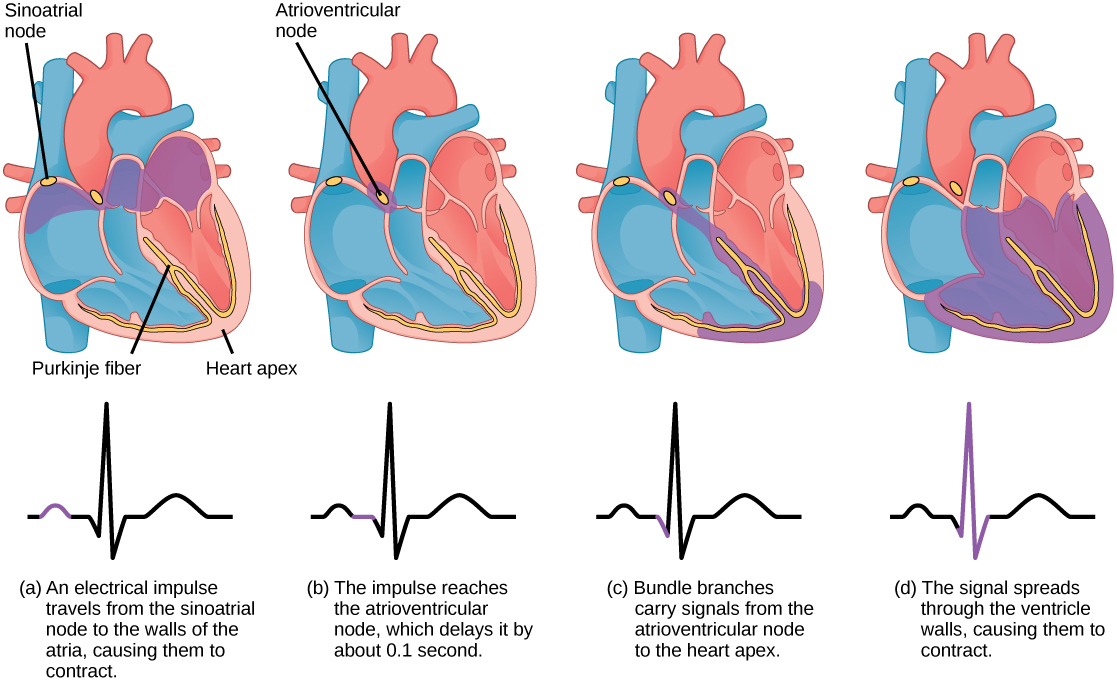 Sinoatrial
node
Atrioventricular
node
Purkinje fiber
Heart apex
(a) An electrical impulse
travels from the sinoatrial
node to the walls of the
atria, causing them to
contract.
(b) The impulse reaches
the atrioventricular
node, which delays it by
about 0.1 second.
(c) Bundle branches
carry signals from the
atrioventricular node
to the heart apex.
(d) The signal spreads
through the ventricle
walls, causing them to
contract.